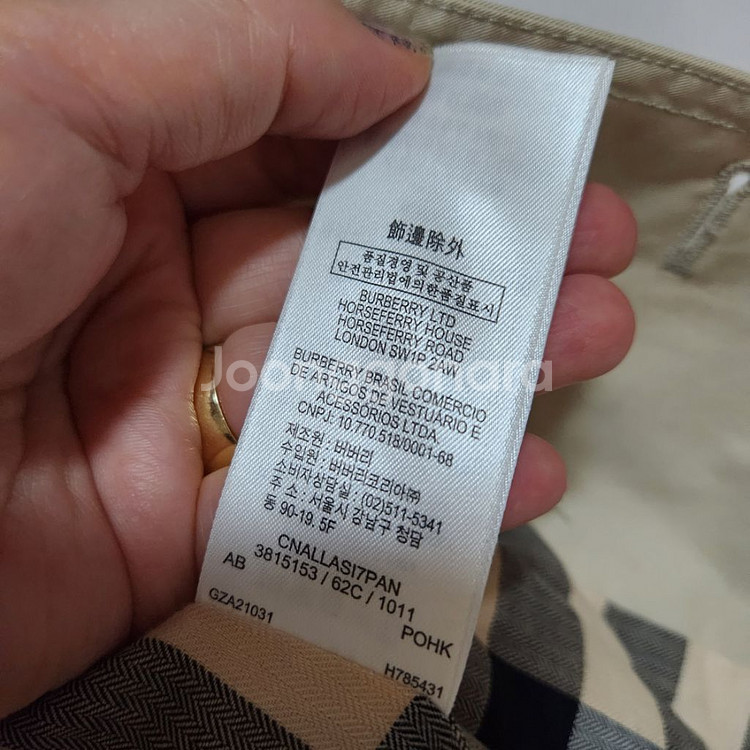 飾邊除外
품질경영 및 공산품
안전관리법에의한품질표시
BURBERRY LTD
HORSEFERRY HOUSE
HORSEFERRY ROAD
LONDON SW1P 2AW
BURBERRY BRASIL COMÉRCIO
DE ARTIGOS DE VESTUÁRIO E
ACESSÓRIOS LTDA.
CNPJ: 10.770.518/0001-68
제조원 : 버버리
수입원 : 버버리코리아㈜
소비자상담실 : (02)511-5341
주 소 : 서울시 강남구 청담
동 90-19, 5F
CNALLASI7PAN
3815153 / 62C / 1011
AB
GZA21031
POHK
H785431